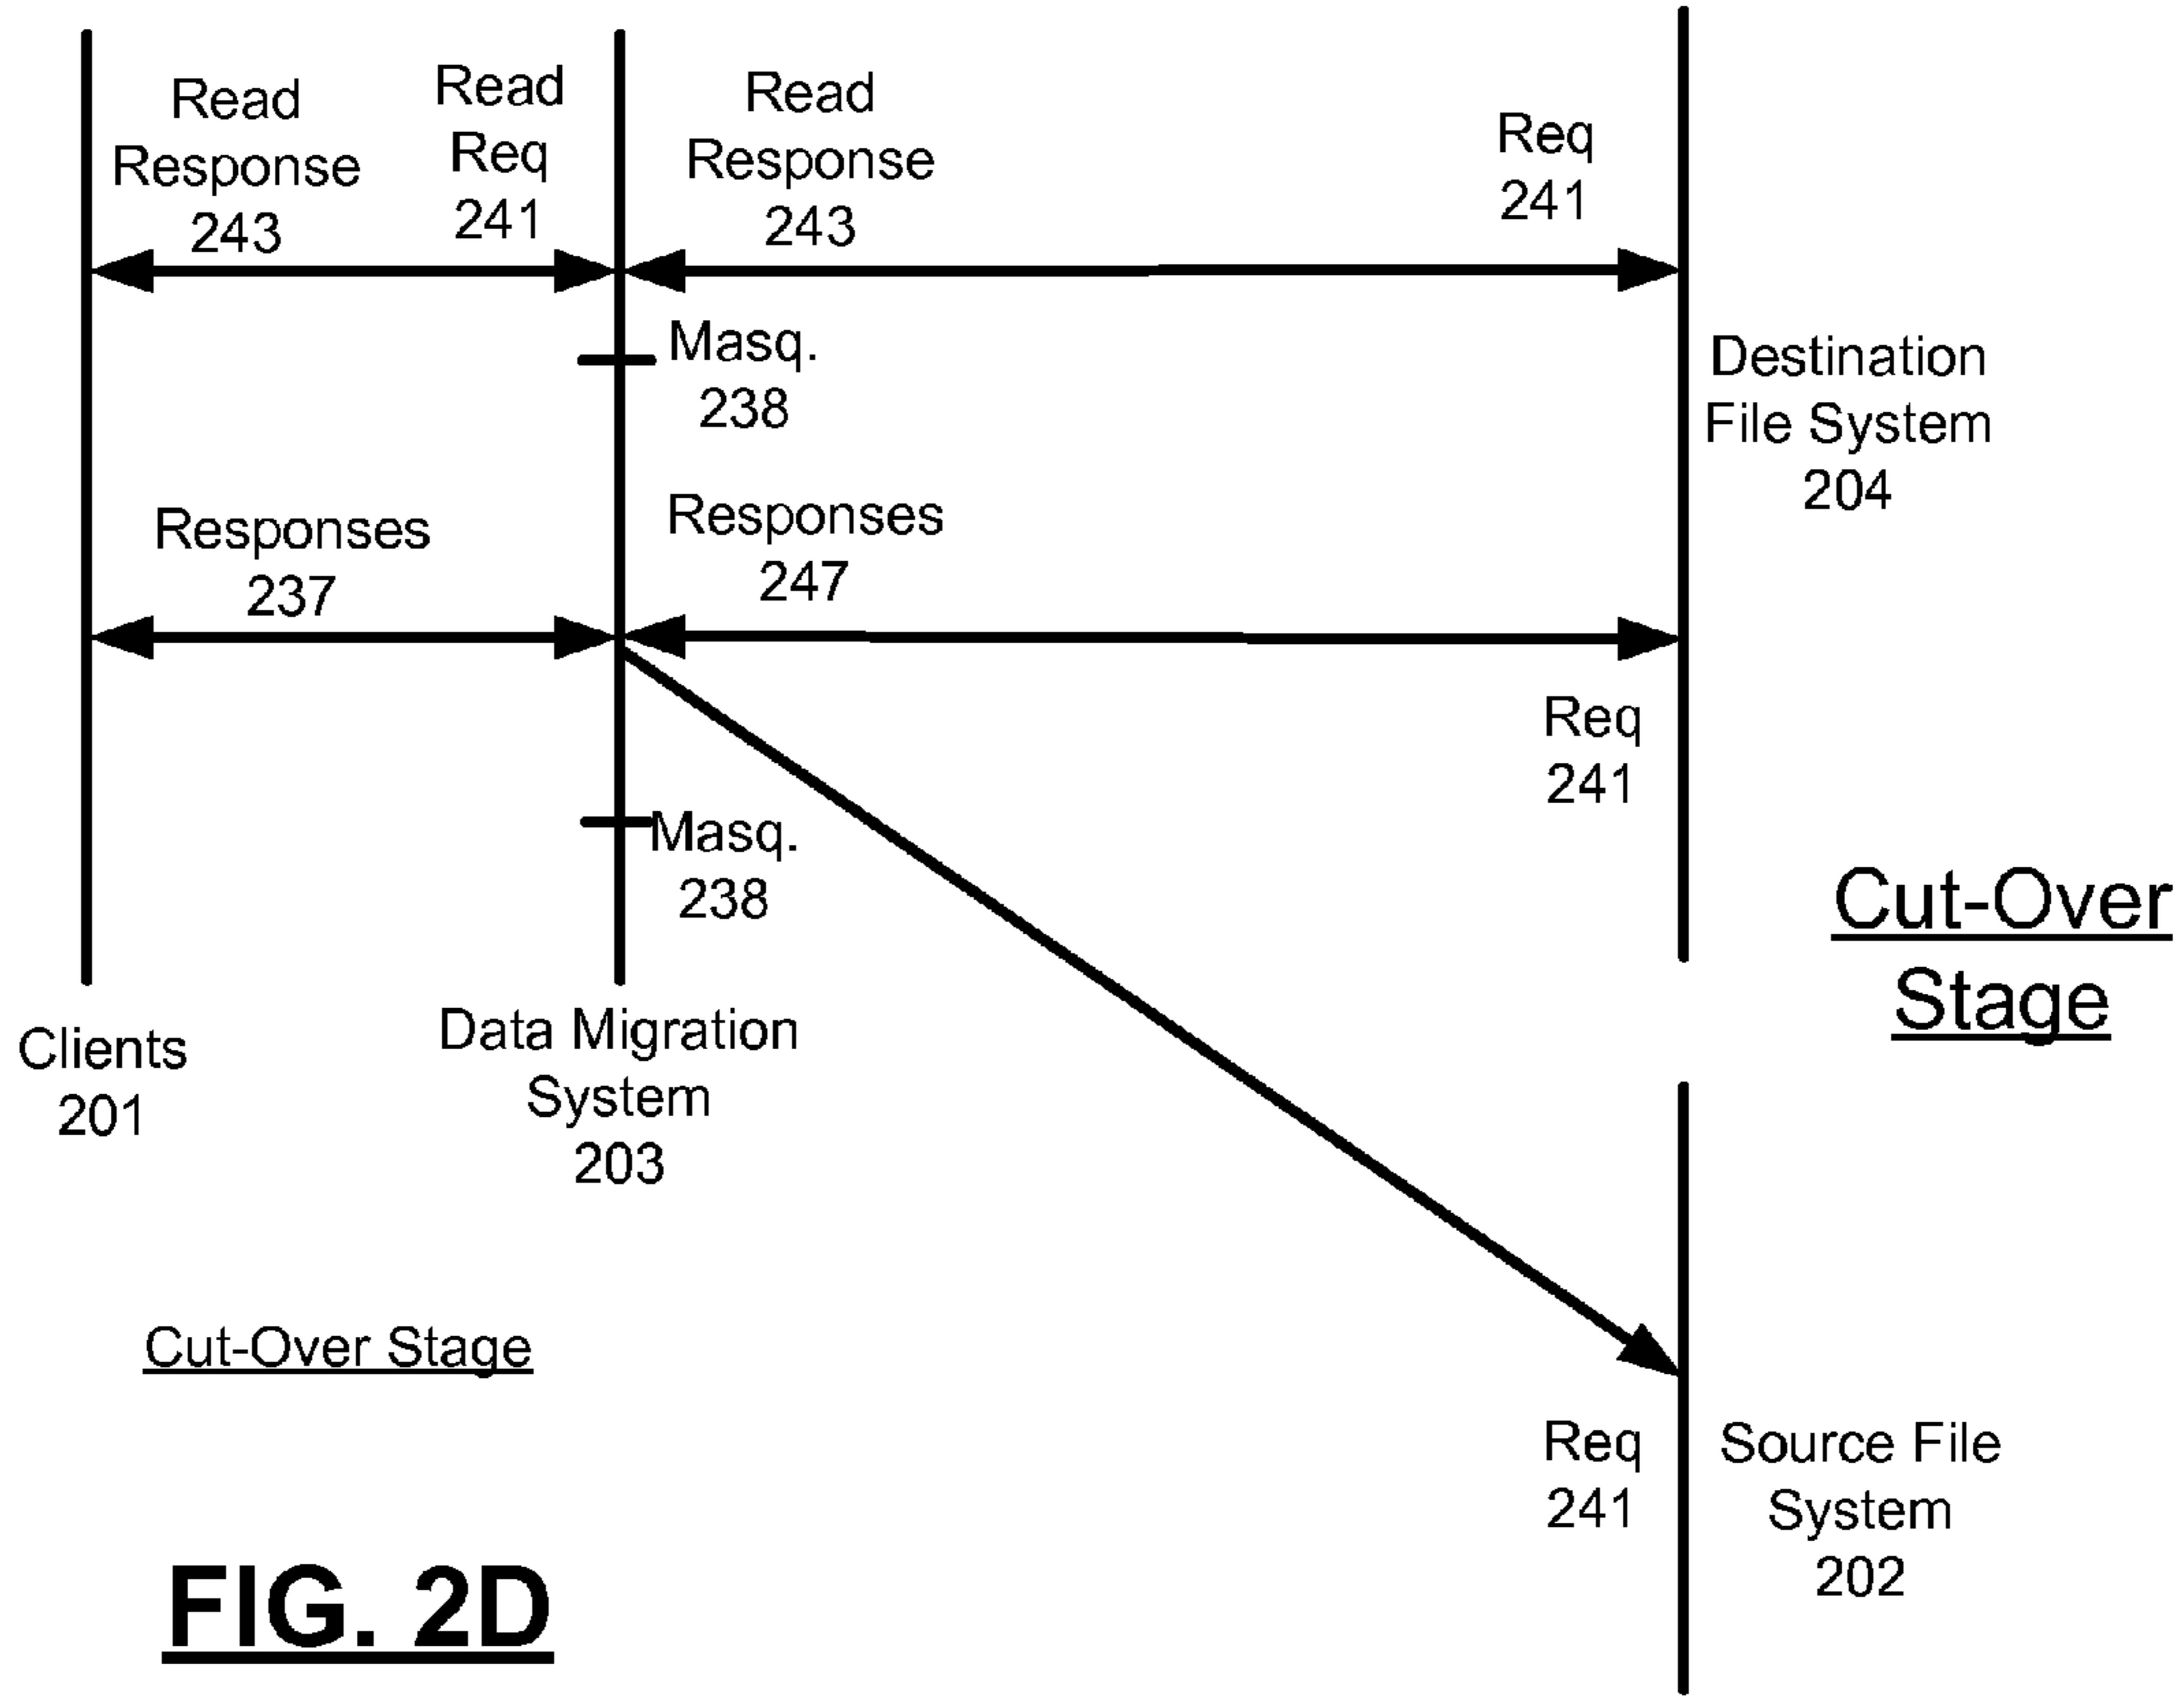 Read
Response
243
Read
Req
241
Read
Response
243
Req
241
Masq.
238
Destination
File System
204
Responses
237
Responses
247
Req
241
Masq.
238
Cut-Over
Stage
Clients
201
Data Migration
System
203
Cut-Over Stage
Req
241
Source File
System
202
FIG. 2D